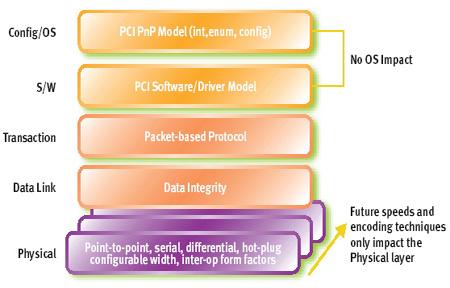 Config/OS
PCI PnP Model (int,enum, config)
No OS Impact
S/W
PCI Software/Driver Model
Transaction
Packet-based Protocol
Data Link
Data Integrity
Physical
Point-to-point, serial, differential, hot-plug
configurable width, inter-op form factors
Future speeds and
encoding techniques
only impact the
Physical layer